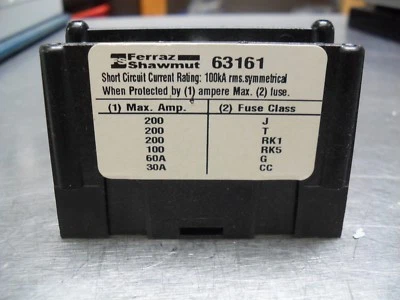 FS Ferraz Shawmut 63161
Short Circuit Current Rating: 100kA rms.symmetrical
When Protected by (1) ampere Max. (2) fuse.
(1) Max. Amp. (2) Fuse Class
200 J
200 T
200 RK1
100 RK5
60A G
30A CC